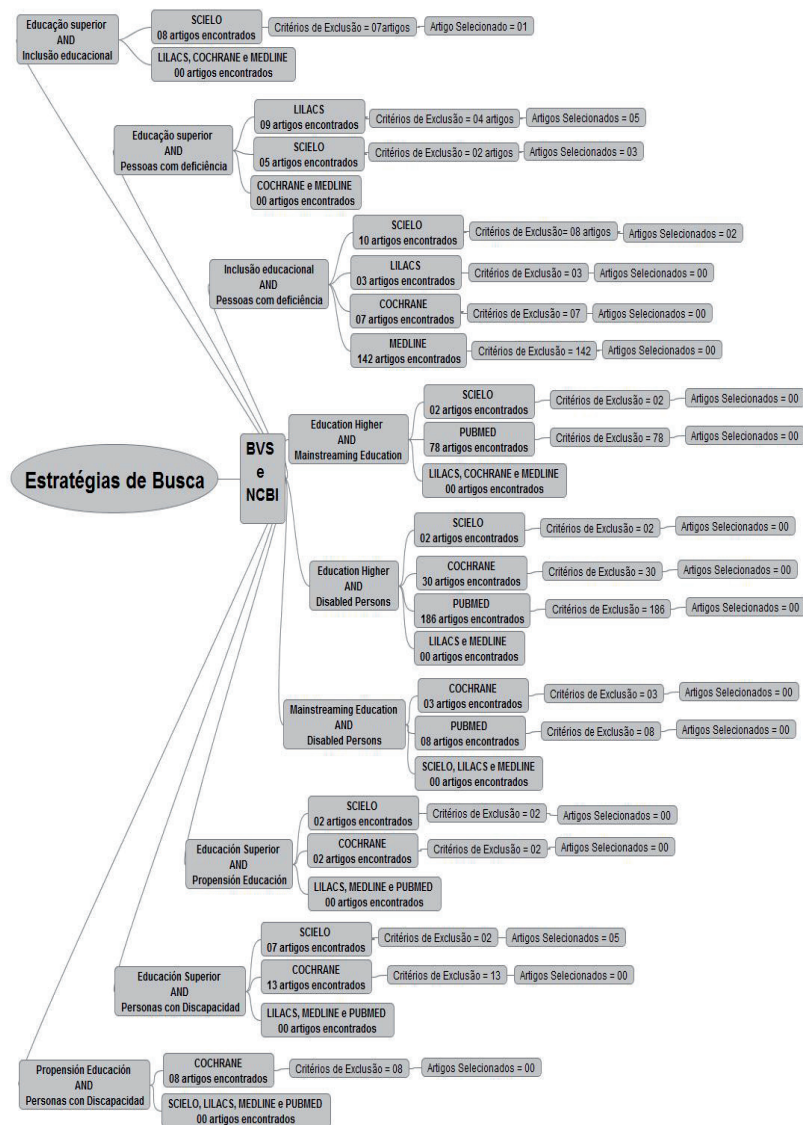 Educação superior
AND
Inclusão educacional
SCIELO
08 artigos encontrados
Critérios de Exclusão = 07artigos
Artigo Selecionado = 01
LILACS, COCHRANE e MEDLINE
00 artigos encontrados
Educação superior
AND
Pessoas com deficiência
LILACS
09 artigos encontrados
Critérios de Exclusão = 04 artigos
Artigos Selecionados = 05
SCIELO
05 artigos encontrados
Critérios de Exclusão = 02 artigos
Artigos Selecionados = 03
COCHRANE e MEDLINE
00 artigos encontrados
Inclusão educacional
AND
Pessoas com deficiência
SCIELO
10 artigos encontrados
Critérios de Exclusão= 08 artigos
Artigos Selecionados = 02
LILACS
03 artigos encontrados
Critérios de Exclusão = 03
Artigos Selecionados = 00
COCHRANE
07 artigos encontrados
Critérios de Exclusão = 07
Artigos Selecionados = 00
MEDLINE
142 artigos encontrados
Critérios de Exclusão = 142
Artigos Selecionados = 00
Estratégias de Busca
BVS
e
NCBI
Education Higher
AND
Mainstreaming Education
SCIELO
02 artigos encontrados
Critérios de Exclusão = 02
Artigos Selecionados = 00
PUBMED
78 artigos encontrados
Critérios de Exclusão = 78
Artigos Selecionados = 00
LILACS, COCHRANE e MEDLINE
00 artigos encontrados
Education Higher
AND
Disabled Persons
SCIELO
02 artigos encontrados
Critérios de Exclusão = 02
Artigos Selecionados = 00
COCHRANE
30 artigos encontrados
Critérios de Exclusão = 30
Artigos Selecionados = 00
PUBMED
186 artigos encontrados
Critérios de Exclusão = 186
Artigos Selecionados = 00
LILACS e MEDLINE
00 artigos encontrados
Mainstreaming Education
AND
Disabled Persons
COCHRANE
03 artigos encontrados
Critérios de Exclusão = 03
Artigos Selecionados = 00
PUBMED
08 artigos encontrados
Critérios de Exclusão = 08
Artigos Selecionados = 00
SCIELO, LILACS e MEDLINE
00 artigos encontrados
Educación Superior
AND
Propensión Educación
SCIELO
02 artigos encontrados
Critérios de Exclusão = 02
Artigos Selecionados = 00
COCHRANE
02 artigos encontrados
Critérios de Exclusão = 02
Artigos Selecionados = 00
LILACS, MEDLINE e PUBMED
00 artigos encontrados
Educación Superior
AND
Personas con Discapacidad
SCIELO
07 artigos encontrados
Critérios de Exclusão = 02
Artigos Selecionados = 05
COCHRANE
13 artigos encontrados
Critérios de Exclusão = 13
Artigos Selecionados = 00
LILACS, MEDLINE e PUBMED
00 artigos encontrados
Propensión Educación
AND
Personas con Discapacidad
COCHRANE
08 artigos encontrados
Critérios de Exclusão = 08
Artigos Selecionados = 00
SCIELO, LILACS, MEDLINE e PUBMED
00 artigos encontrados